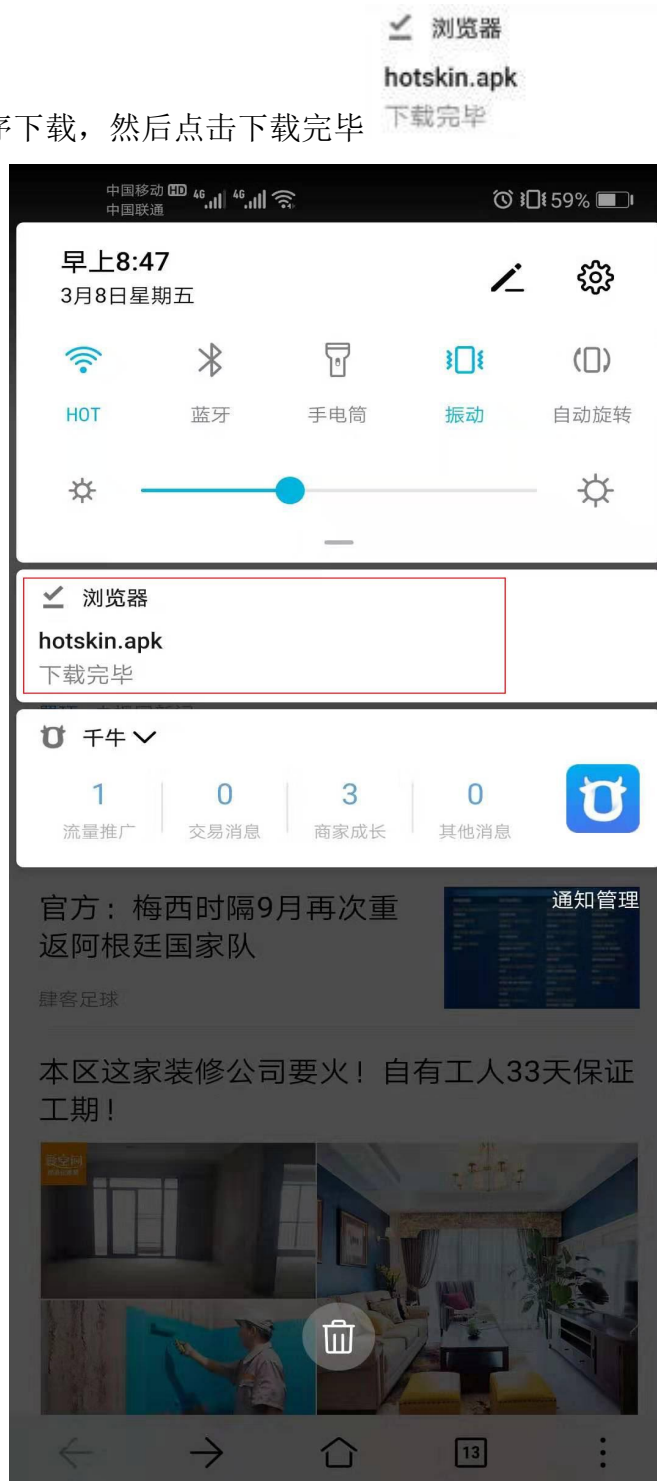 浏览器
hotskin.apk
下载完毕
序下载，然后点击下载完毕
中国移动 HD 4G 4G 59%
中国联通
早上8:47
3月8日星期五
HOT 蓝牙 手电筒 振动 自动旋转
浏览器
hotskin.apk
下载完毕
千牛
1 0 3 0
流量推广 交易消息 商家成长 其他消息
通知管理
官方：梅西时隔9月再次重
返阿根廷国家队
肆客足球
本区这家装修公司要火！自有工人33天保证
工期！
爱空间
13